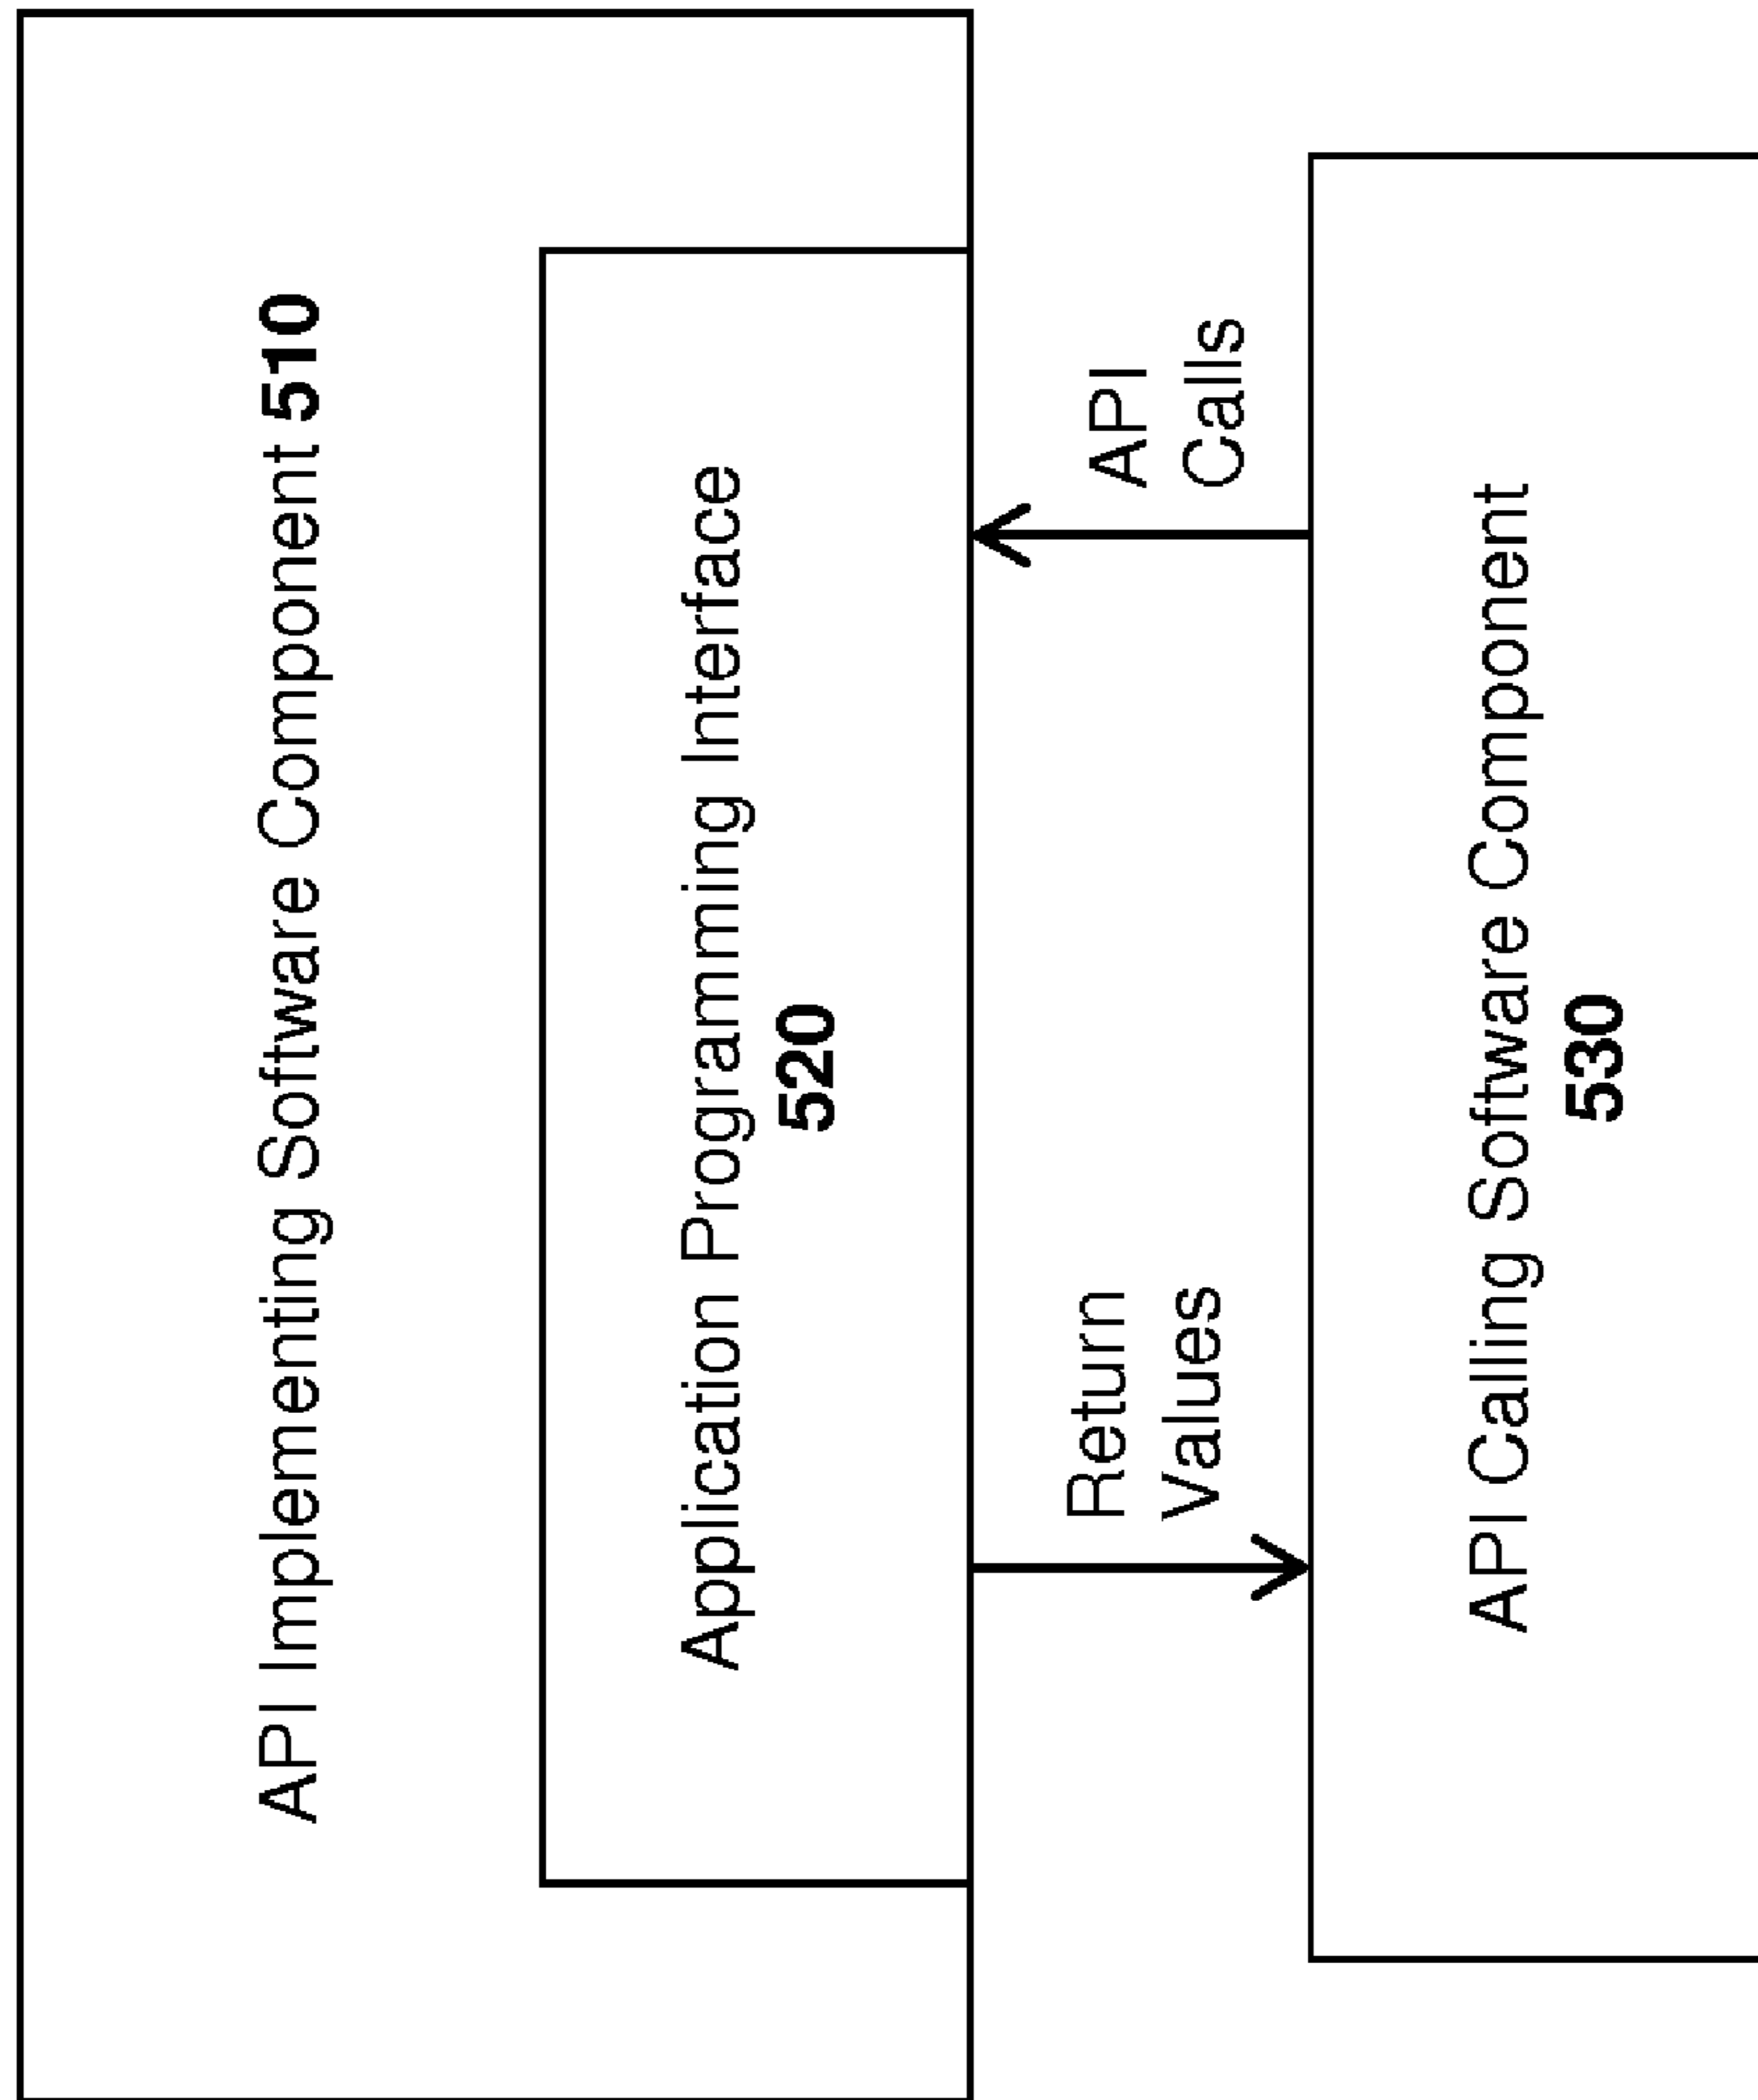 API Implementing Software Component 510
Application Programming Interface
520
Return
Values
API
Calls
API Calling Software Component
530